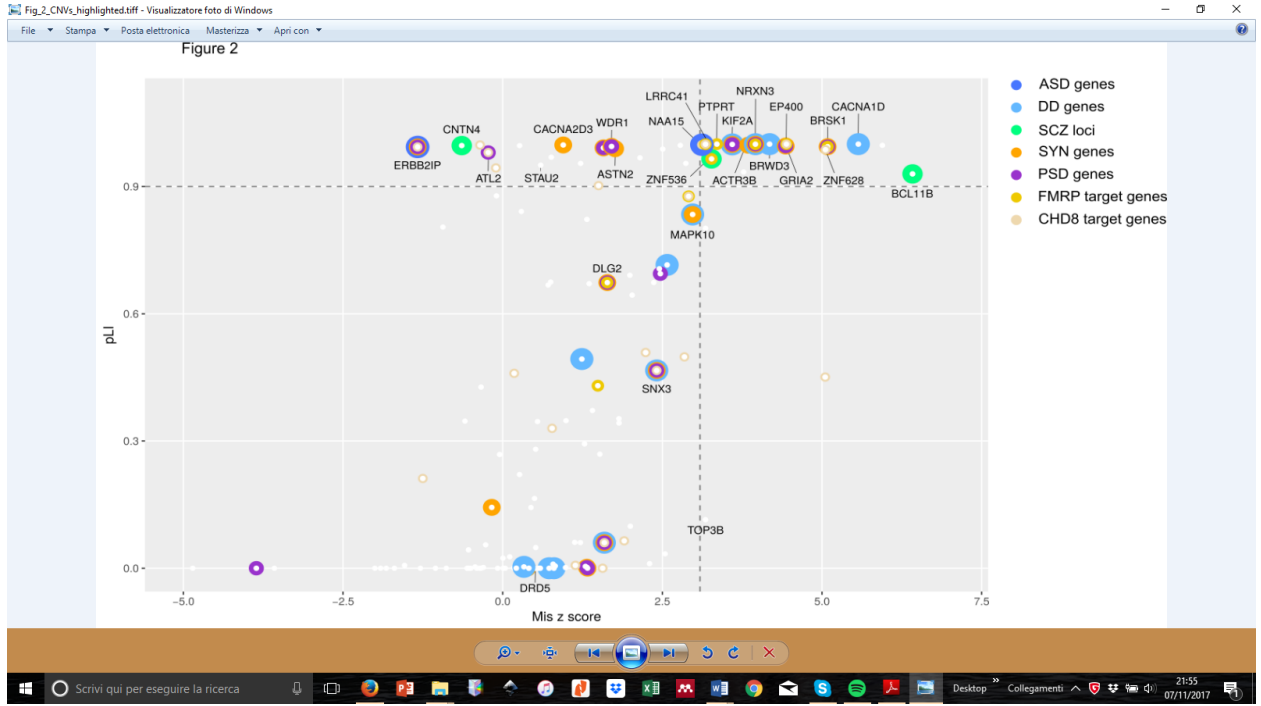 Fig_2_CNVs_highlighted.tiff - Visualizzatore foto di Windows
File Stampa Posta elettronica Masterizza Apri con
Figure 2
ASD genes
DD genes
SCZ loci
SYN genes
PSD genes
FMRP target genes
CHD8 target genes
NRXN3
LRRC41
PTPRT
EP400
CACNA1D
CNTN4
CACNA2D3
WDR1
NAA15
KIF2A
BRSK1
ERBB2IP
ATL2
STAU2
ASTN2
ZNF536
ACTR3B
BRWD3
GRIA2
ZNF628
BCL11B
MAPK10
DLG2
SNX3
TOP3B
DRD5
0.9
0.6
0.3
0.0
pLI
-5.0
-2.5
0.0
2.5
5.0
7.5
Mis z score
Scrivi qui per eseguire la ricerca
Desktop
Collegamenti
21:55
07/11/2017